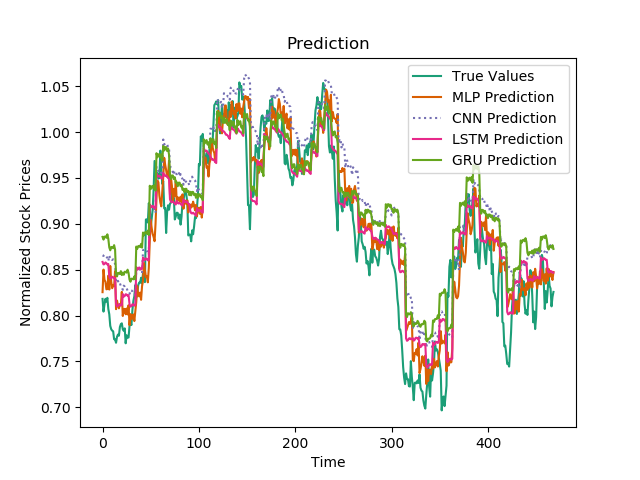 Prediction
True Values
MLP Prediction
CNN Prediction
LSTM Prediction
GRU Prediction
Normalized Stock Prices
1.05
1.00
0.95
0.90
0.85
0.80
0.75
0.70
0 100 200 300 400
Time